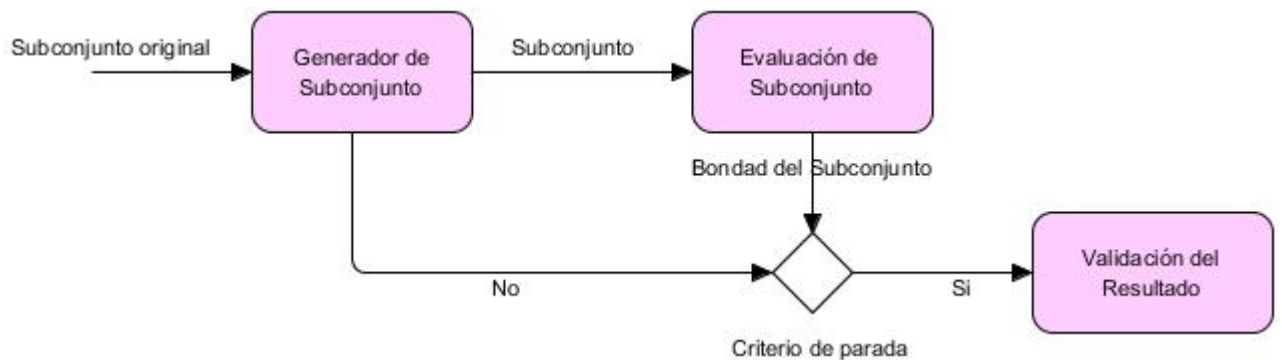 Subconjunto original
Generador de
Subconjunto
Subconjunto
Evaluación de
Subconjunto
Bondad del Subconjunto
No
Si
Validación del
Resultado
Criterio de parada